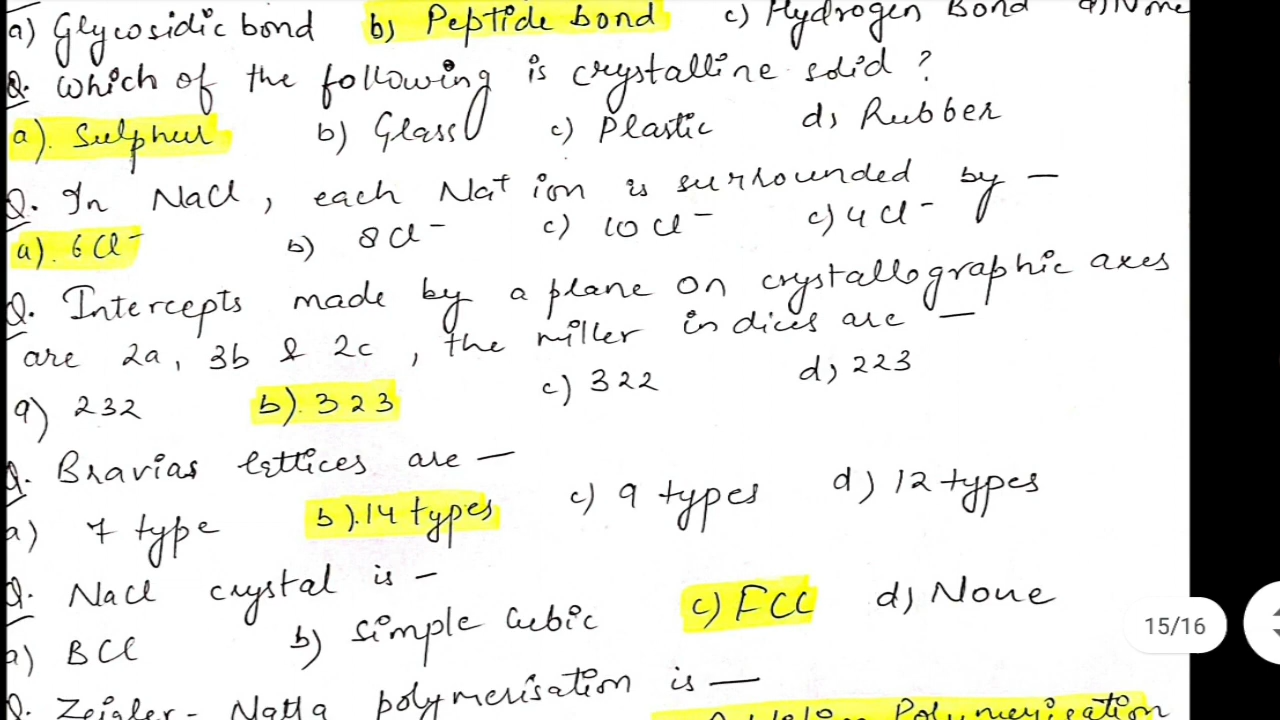 a) Glycosidic bond b) Peptide bond c) Hydrogen Bond d) None
Q. Which of the following is crystalline solid ?
a). Sulphur b) Glass c) Plastic d) Rubber
Q. In NaCl, each Na+ ion is surrounded by —
a). 6Cl⁻ b) 8Cl⁻ c) 10Cl⁻ c) 4Cl⁻
Q. Intercepts made by a plane on crystallographic axes
are 2a, 3b & 2c, the miller indices are —
a) 232 b). 323 c) 322 d) 223
Q. Bravias lattices are —
a) 7 type b). 14 types c) 9 types d) 12 types
Q. NaCl crystal is —
a) BCC b) Simple Cubic c) FCC d) None
15/16
Q. Zeigler - Natta polymerisation is —
Polymerisation